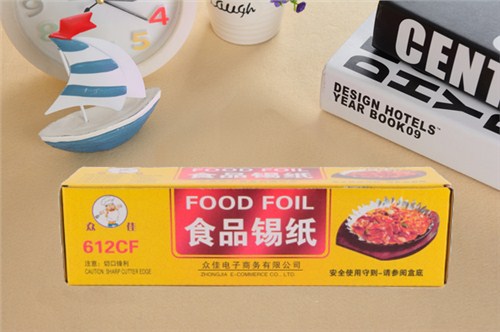 Laugh
CENT
DESIGN HOTELS™
YEAR BOOK09
FOOD FOIL
食品锡纸
众佳
612CF
注意：切口锋利
CAUTION SHARP CUTTER EDGE
众佳电子商务有限公司
ZHONGJIA E-COMMERCE CO., LTD
安全使用守则-请参阅盒底